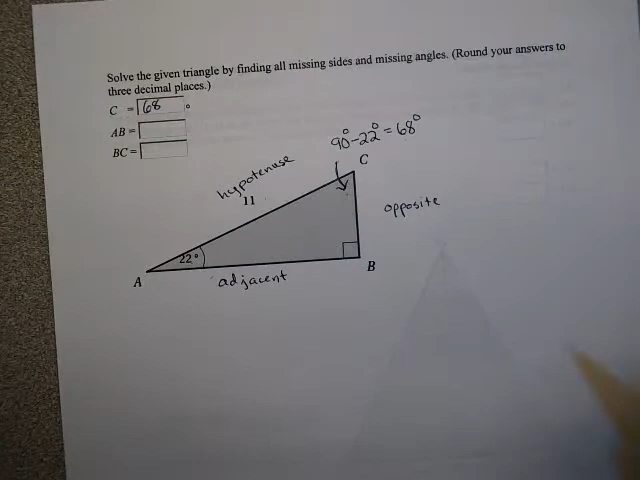 Solve the given triangle by finding all missing sides and missing angles. (Round your answers to
three decimal places.)
C = 68 °
AB =
BC =
90° - 22° = 68°
hypotenuse
C
11
opposite
22°
A
adjacent
B